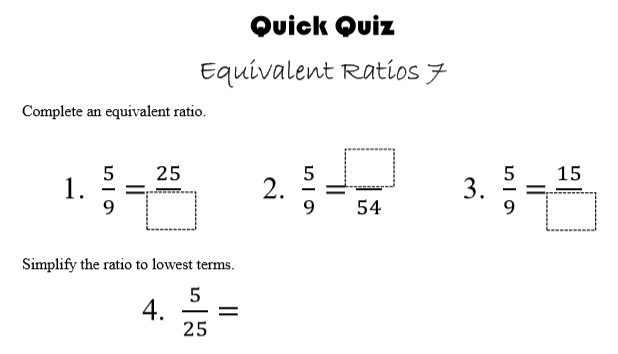 Quick Quiz
Equivalent Ratios 7
Complete an equivalent ratio.
1. 5/9 = 25/
2. 5/9 = /54
3. 5/9 = 15/
Simplify the ratio to lowest terms.
4. 5/25 =